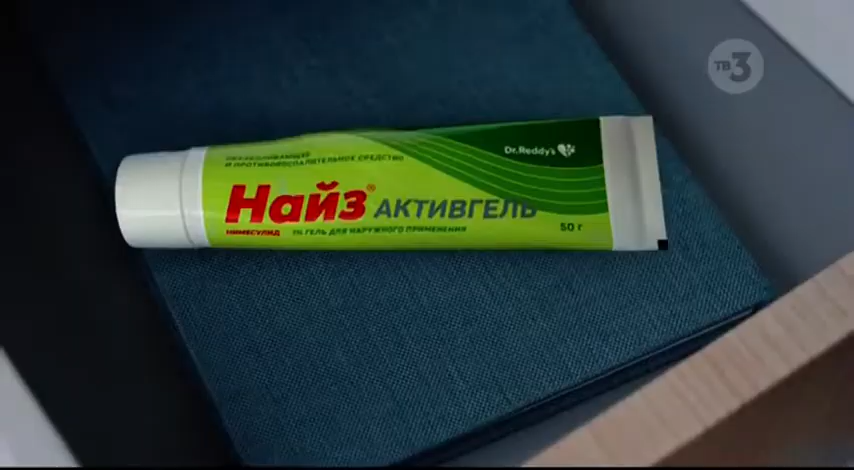 ТВ3
ОБЕЗБОЛИВАЮЩЕЕ
И ПРОТИВОВОСПАЛИТЕЛЬНОЕ СРЕДСТВО
Dr.Reddy's
Найз® АКТИВГЕЛЬ
НИМЕСУЛИД 1% ГЕЛЬ ДЛЯ НАРУЖНОГО ПРИМЕНЕНИЯ
50 г